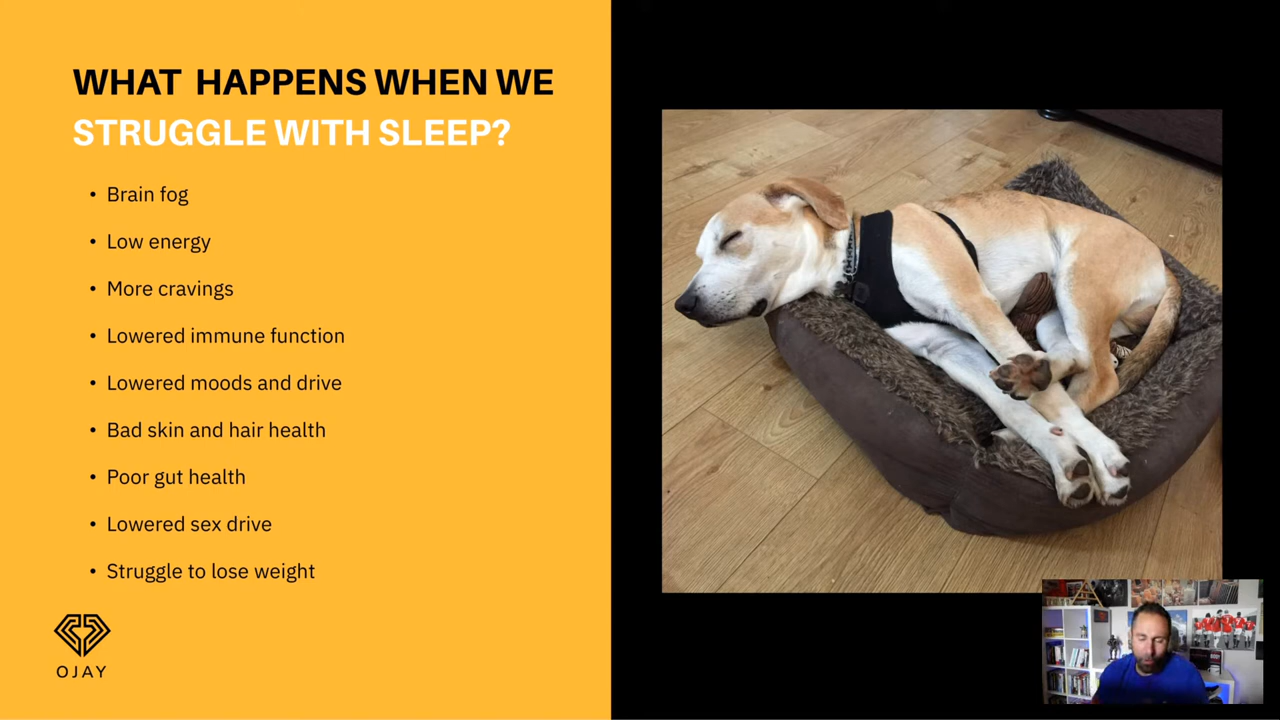 WHAT HAPPENS WHEN WE
STRUGGLE WITH SLEEP?
• Brain fog
• Low energy
• More cravings
• Lowered immune function
• Lowered moods and drive
• Bad skin and hair health
• Poor gut health
• Lowered sex drive
• Struggle to lose weight
OJAY